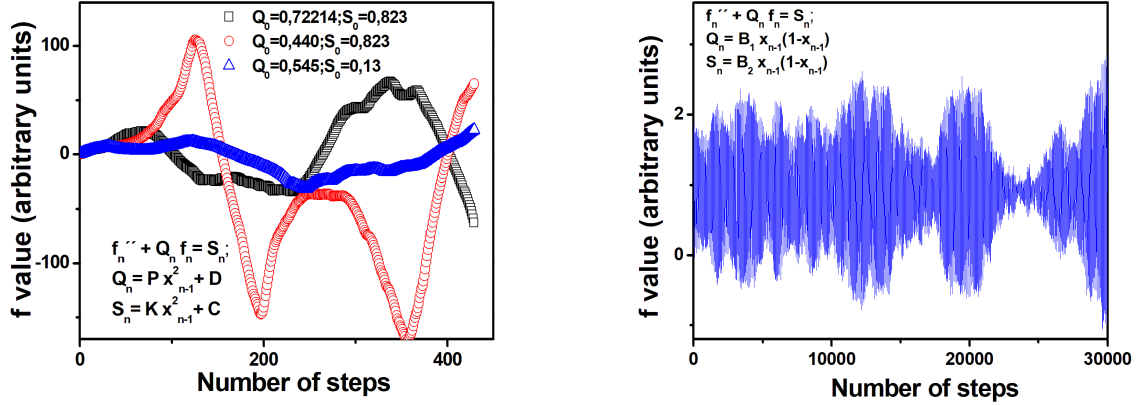 Q₀=0,72214;S₀=0,823
Q₀=0,440;S₀=0,823
Q₀=0,545;S₀=0,13
100
0
-100
f value (arbitrary units)
fₙ´´ + Qₙ fₙ = Sₙ;
Qₙ = P x²ₙ₋₁ + D
Sₙ = K x²ₙ₋₁ + C
0
200
400
Number of steps
fₙ´´ + Qₙ fₙ = Sₙ;
Qₙ = B₁ xₙ₋₁(1-xₙ₋₁)
Sₙ = B₂ xₙ₋₁(1-xₙ₋₁)
2
0
f value (arbitrary units)
0
10000
20000
30000
Number of steps